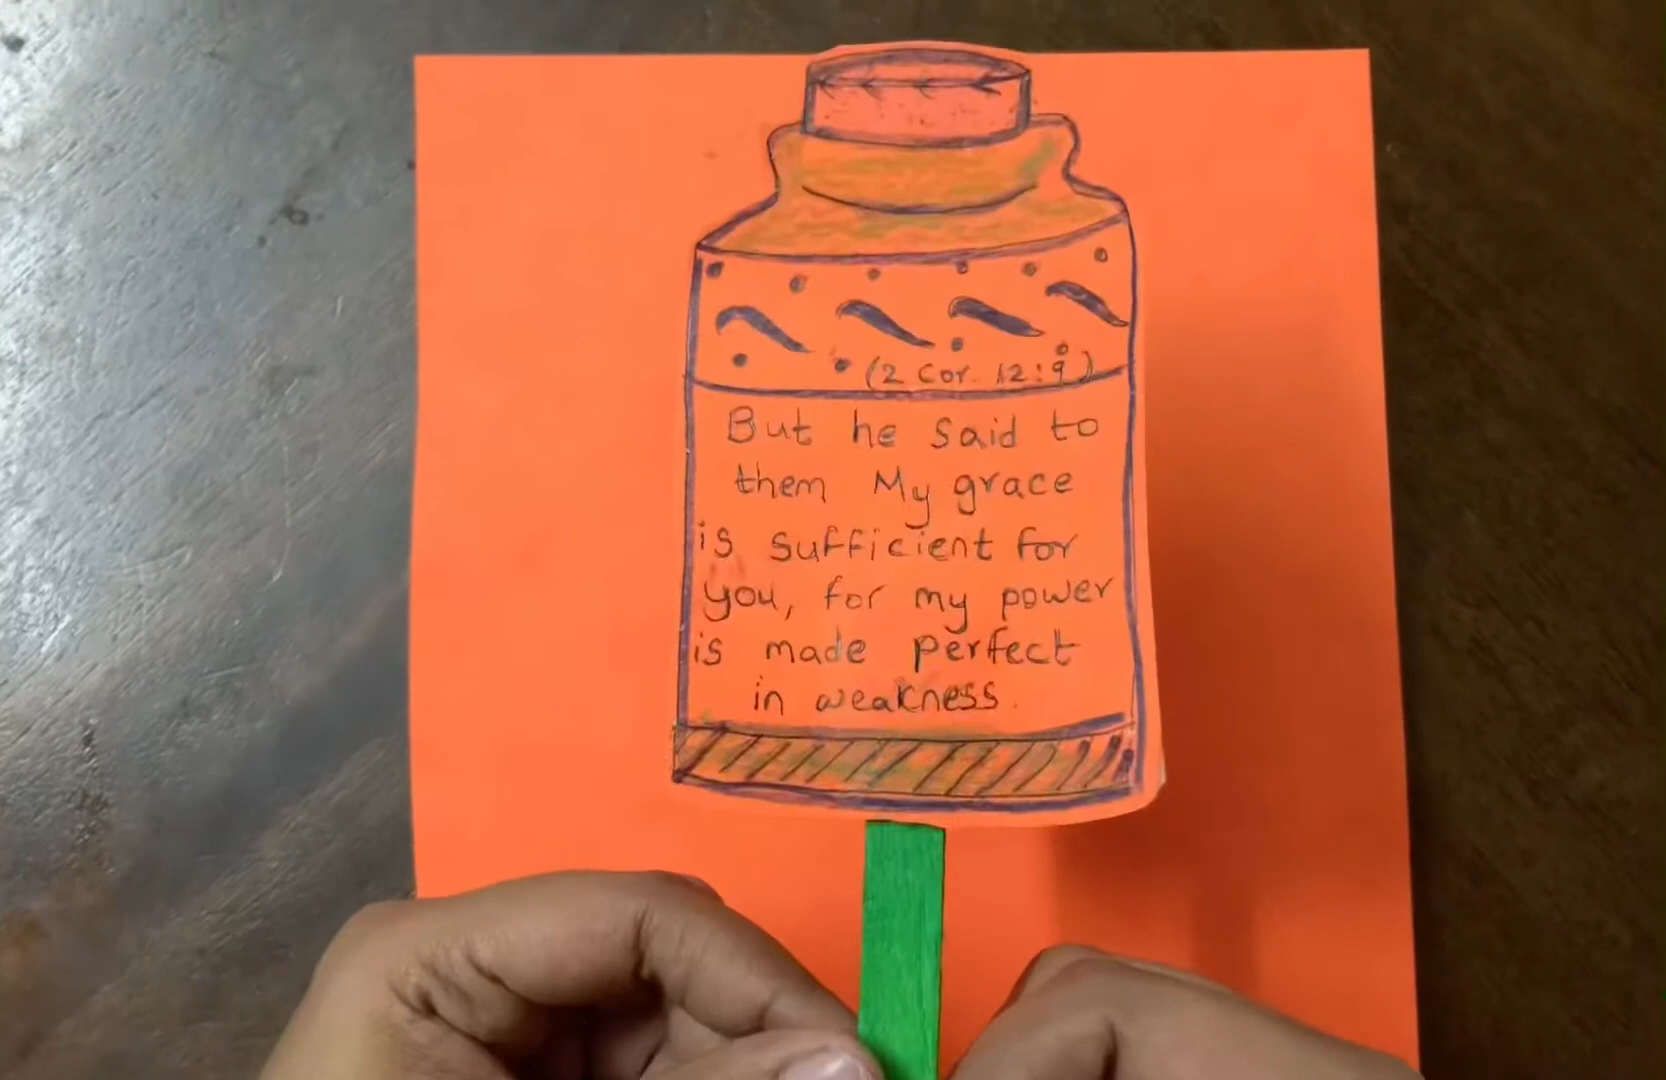 (2 Cor. 12:9)
But he said to
them My grace
is sufficient for
you, for my power
is made perfect
in weakness.